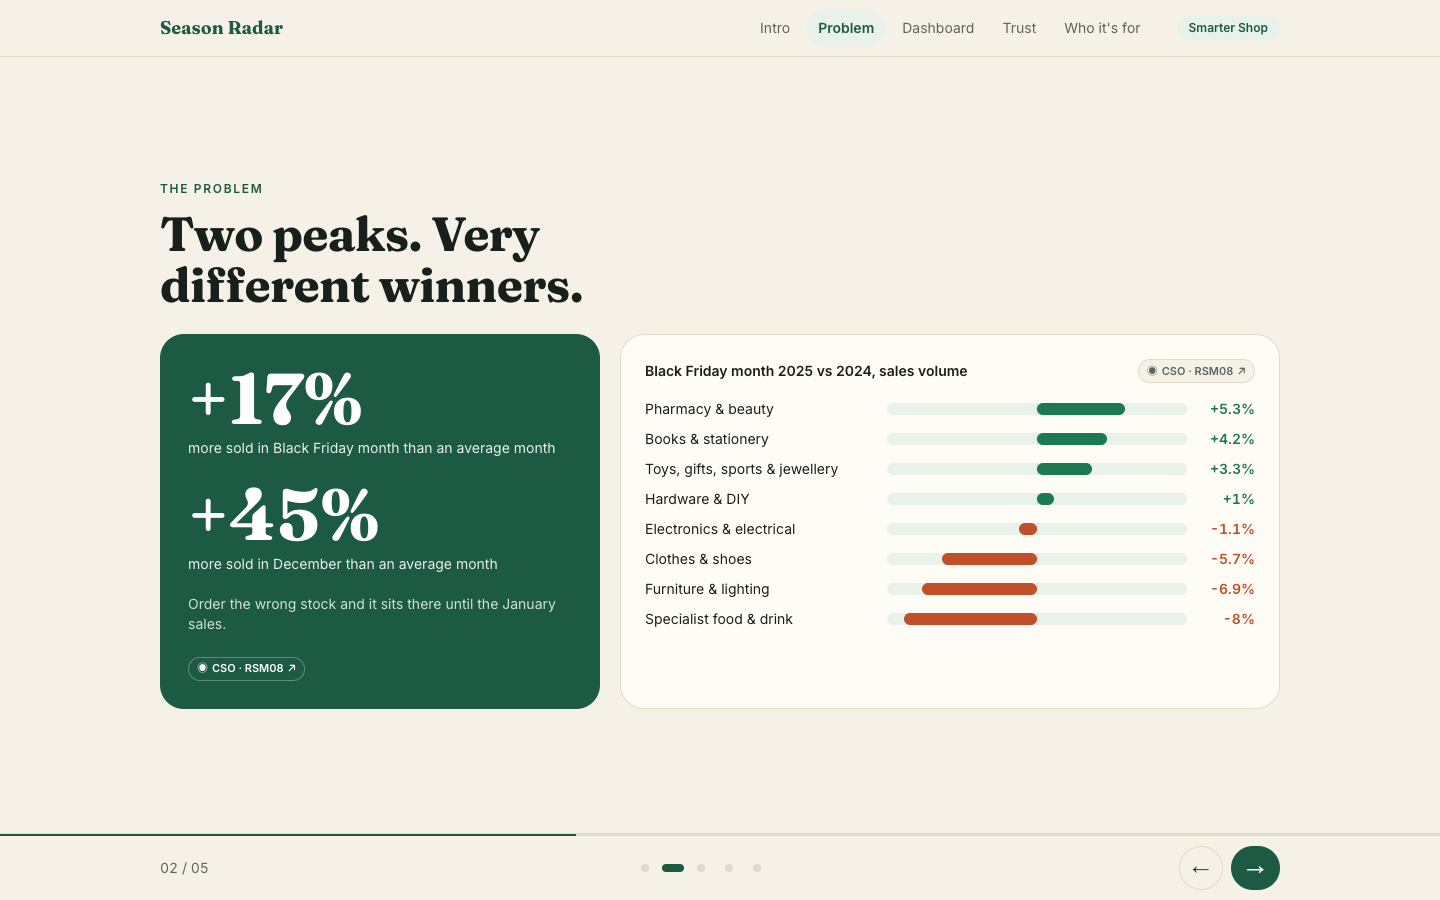 Season Radar
Intro
Problem
Dashboard
Trust
Who it's for
Smarter Shop
THE PROBLEM
Two peaks. Very
different winners.
+17%
more sold in Black Friday month than an average month
+45%
more sold in December than an average month
Order the wrong stock and it sits there until the January
sales.
◉ CSO · RSM08 ↗
Black Friday month 2025 vs 2024, sales volume
◉ CSO · RSM08 ↗
Pharmacy & beauty +5.3%
Books & stationery +4.2%
Toys, gifts, sports & jewellery +3.3%
Hardware & DIY +1%
Electronics & electrical -1.1%
Clothes & shoes -5.7%
Furniture & lighting -6.9%
Specialist food & drink -8%
02 / 05
← →